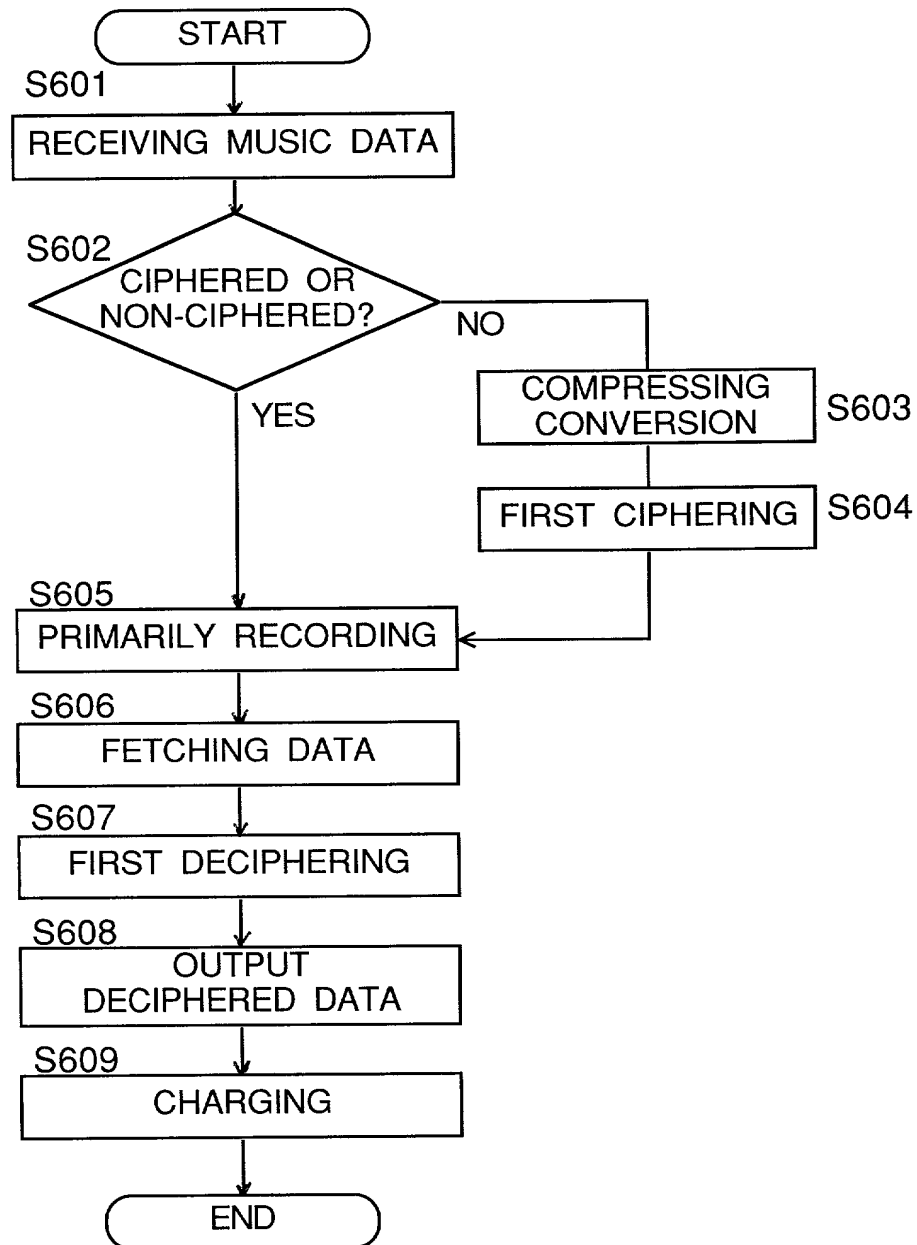 START
S601
RECEIVING MUSIC DATA
S602
CIPHERED OR
NON-CIPHERED?
NO
YES
COMPRESSING
CONVERSION
S603
FIRST CIPHERING
S604
S605
PRIMARILY RECORDING
S606
FETCHING DATA
S607
FIRST DECIPHERING
S608
OUTPUT
DECIPHERED DATA
S609
CHARGING
END